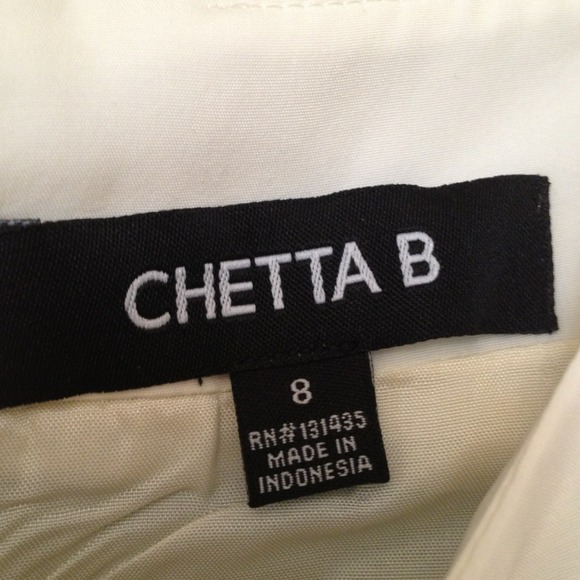 CHETTA B
8
RN#131435
MADE IN
INDONESIA